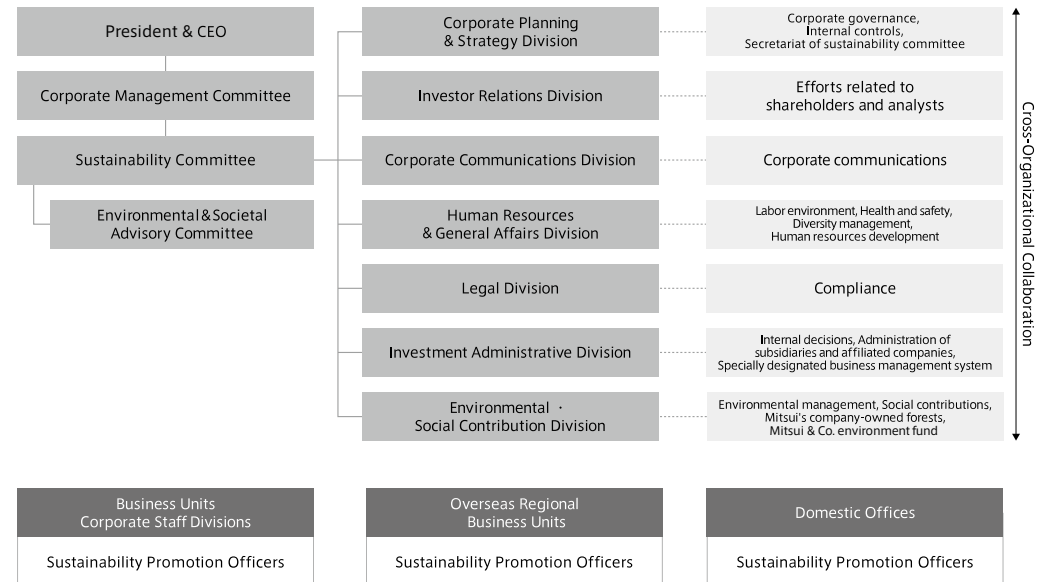 President & CEO
Corporate Management Committee
Sustainability Committee
Environmental & Societal
Advisory Committee
Corporate Planning
& Strategy Division
Corporate governance,
Internal controls,
Secretariat of sustainability committee
Investor Relations Division
Efforts related to
shareholders and analysts
Corporate Communications Division
Corporate communications
Human Resources
& General Affairs Division
Labor environment, Health and safety,
Diversity management,
Human resources development
Legal Division
Compliance
Investment Administrative Division
Internal decisions, Administration of
subsidiaries and affiliated companies,
Specially designated business management system
Environmental ·
Social Contribution Division
Environmental management, Social contributions,
Mitsui's company-owned forests,
Mitsui & Co. environment fund
Cross-Organizational Collaboration
Business Units
Corporate Staff Divisions
Sustainability Promotion Officers
Overseas Regional
Business Units
Sustainability Promotion Officers
Domestic Offices
Sustainability Promotion Officers